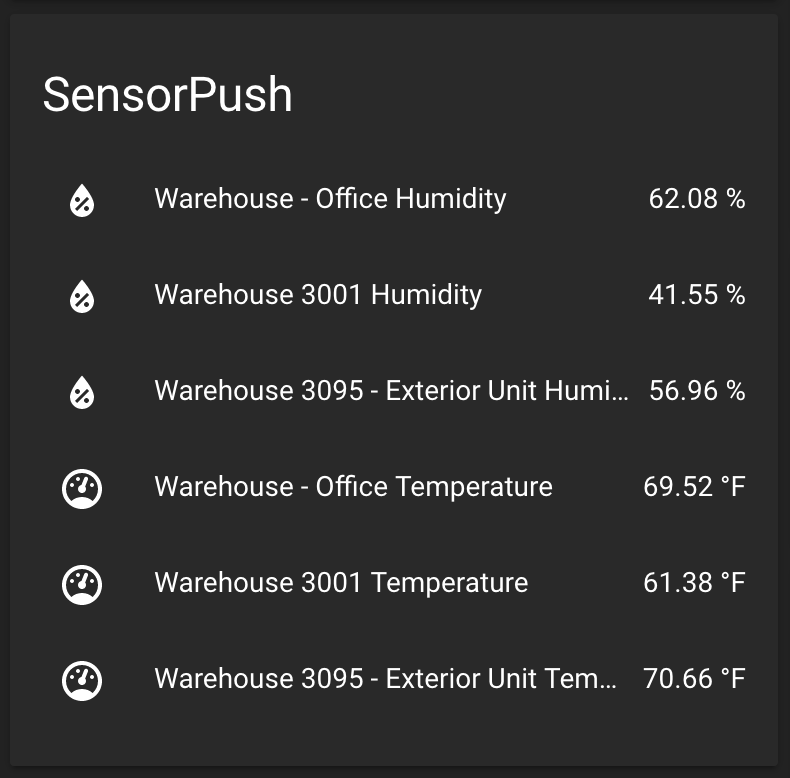 SensorPush
Warehouse - Office Humidity 62.08 %
Warehouse 3001 Humidity 41.55 %
Warehouse 3095 - Exterior Unit Humi... 56.96 %
Warehouse - Office Temperature 69.52 °F
Warehouse 3001 Temperature 61.38 °F
Warehouse 3095 - Exterior Unit Tem... 70.66 °F